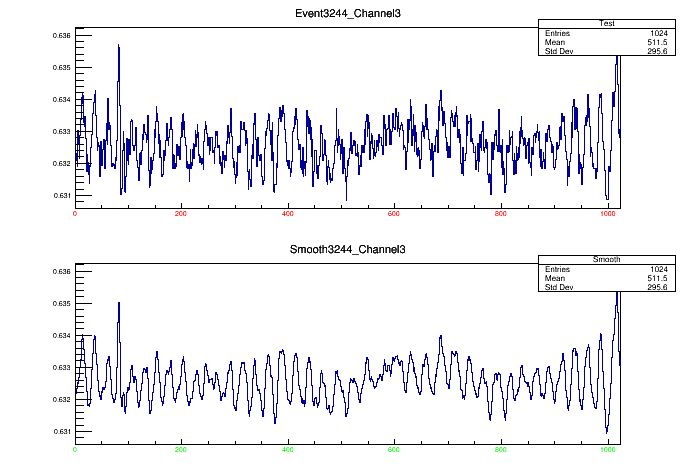 Event3244_Channel3
Test
Entries 1024
Mean 511.5
Std Dev 295.6
0.636
0.635
0.634
0.633
0.632
0.631
0 200 400 600 800 1000
Smooth3244_Channel3
Smooth
Entries 1024
Mean 511.5
Std Dev 295.6
0.636
0.635
0.634
0.633
0.632
0.631
0 200 400 600 800 1000